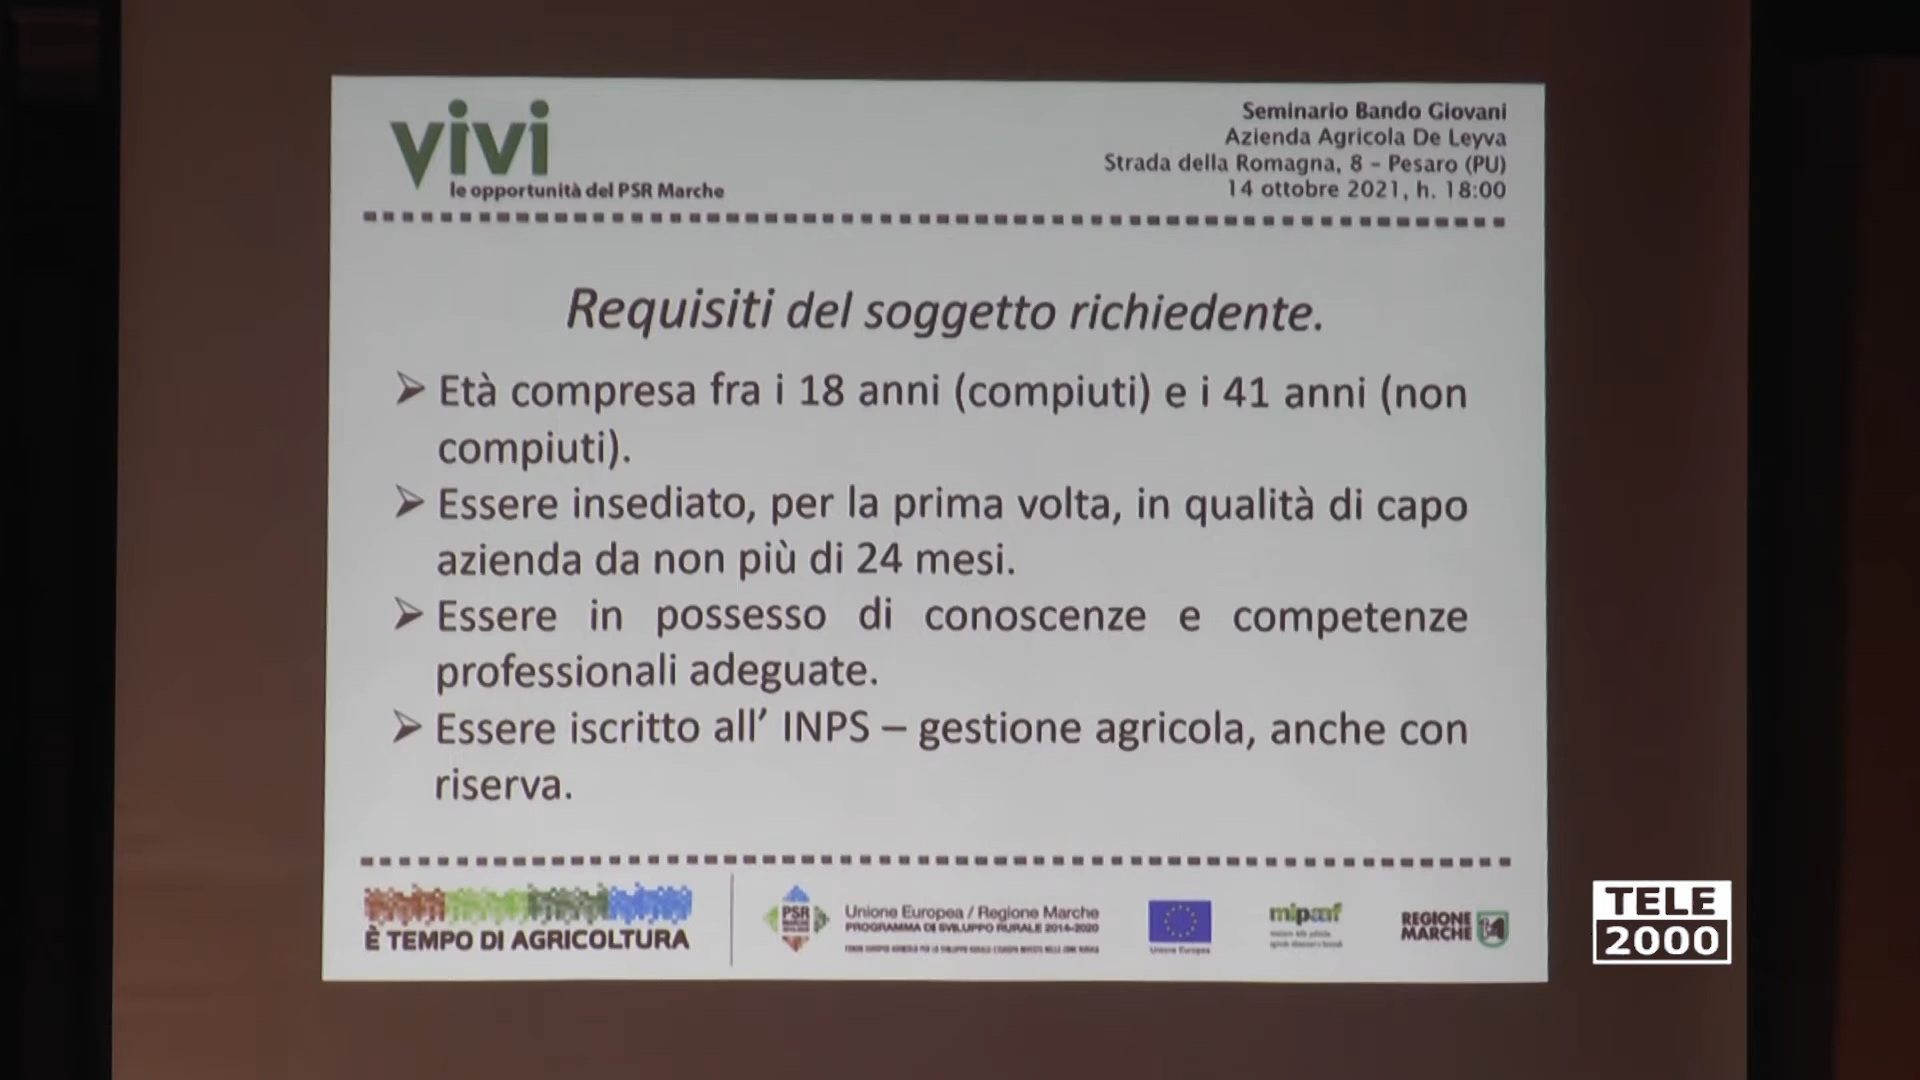 vivi
le opportunità del PSR Marche
Seminario Bando Giovani
Azienda Agricola De Leyva
Strada della Romagna, 8 – Pesaro (PU)
14 ottobre 2021, h. 18:00
Requisiti del soggetto richiedente.
Età compresa fra i 18 anni (compiuti) e i 41 anni (non
compiuti).
Essere insediato, per la prima volta, in qualità di capo
azienda da non più di 24 mesi.
Essere in possesso di conoscenze e competenze
professionali adeguate.
Essere iscritto all’ INPS – gestione agricola, anche con
riserva.
È TEMPO DI AGRICOLTURA
PSR
Unione Europea / Regione Marche
PROGRAMMA DI SVILUPPO RURALE 2014-2020
Unione Europea
mipaaf
REGIONE
MARCHE
TELE
2000